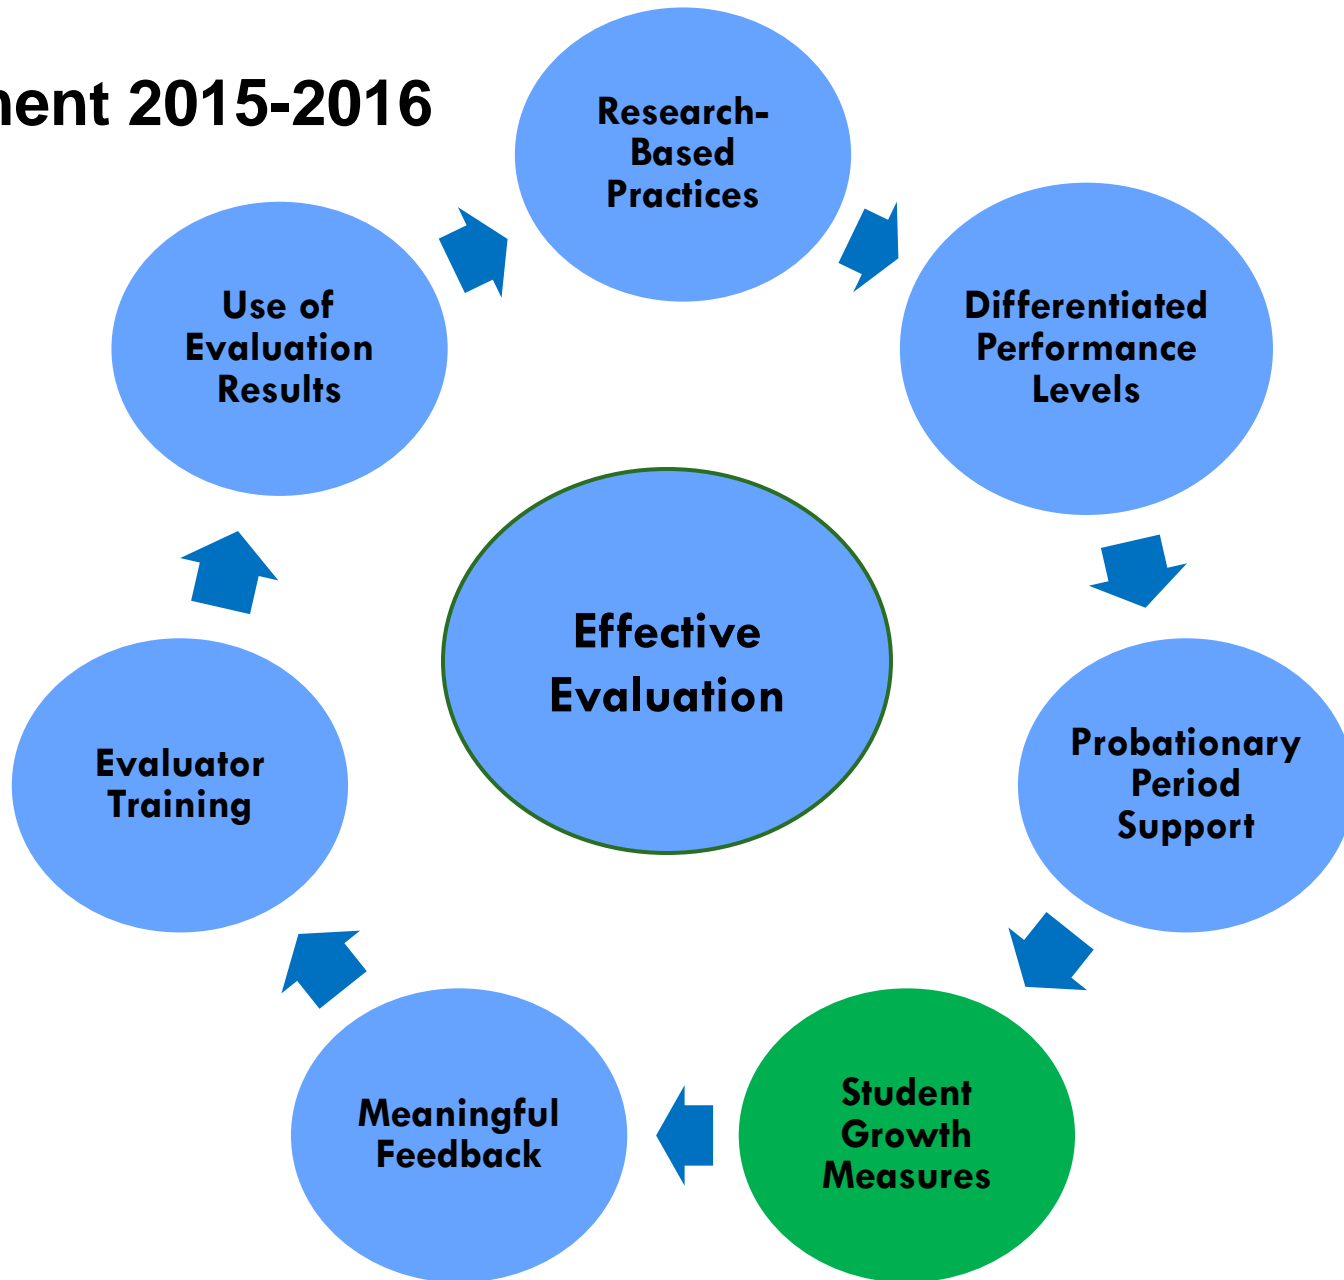 2015-2016
Research-
Based
Practices
Differentiated
Performance
Levels
Probationary
Period
Support
Student
Growth
Measures
Meaningful
Feedback
Evaluator
Training
Use of
Evaluation
Results
Effective
Evaluation